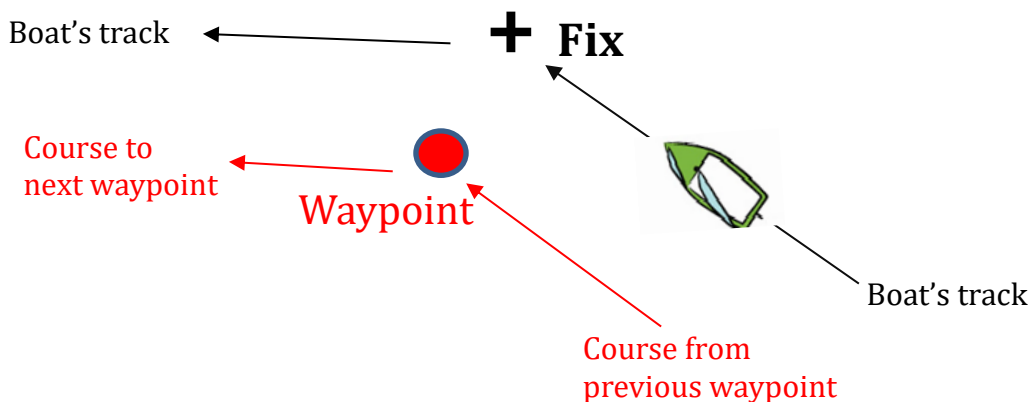 Boat’s track
Fix
Course to
next waypoint
Waypoint
Boat’s track
Course from
previous waypoint